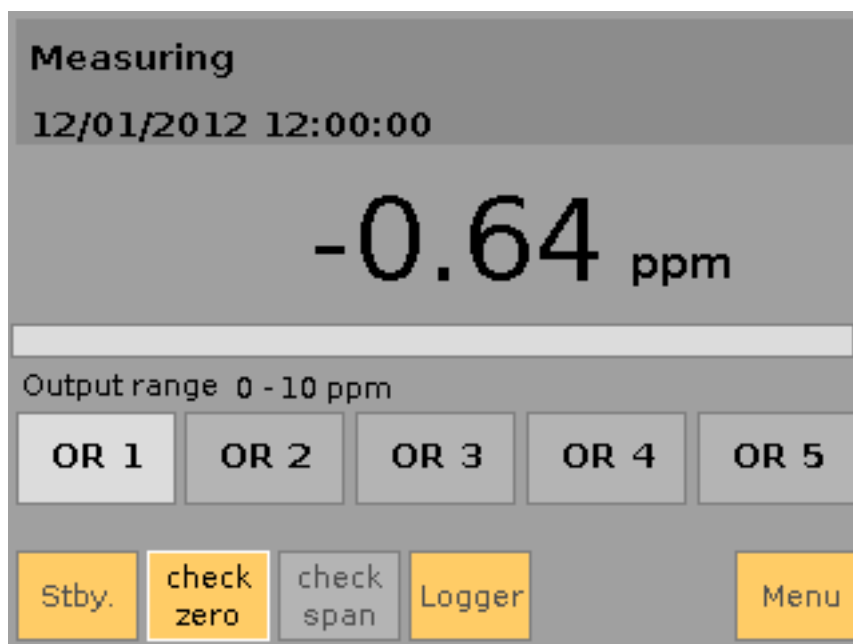 Measuring
12/01/2012 12:00:00
-0.64 ppm
Output range 0 - 10 ppm
OR 1 OR 2 OR 3 OR 4 OR 5
Stby. check zero check span Logger Menu